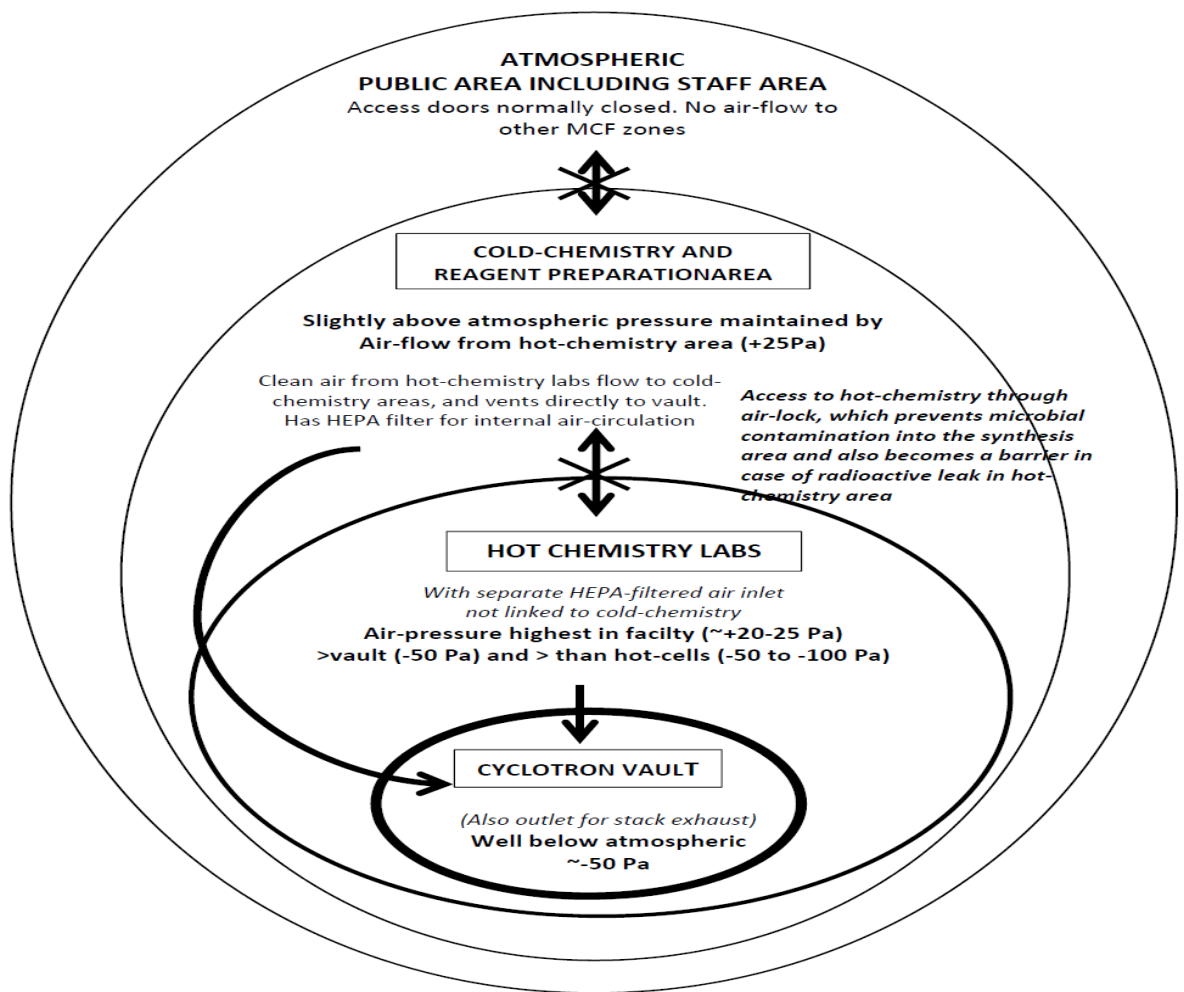 ATMOSPHERIC
PUBLIC AREA INCLUDING STAFF AREA
Access doors normally closed. No air-flow to
other MCF zones
COLD-CHEMISTRY AND
REAGENT PREPARATIONAREA
Slightly above atmospheric pressure maintained by
Air-flow from hot-chemistry area (+25Pa)
Clean air from hot-chemistry labs flow to cold-
chemistry areas, and vents directly to vault.
Has HEPA filter for internal air-circulation
Access to hot-chemistry through
air-lock, which prevents microbial
contamination into the synthesis
area and also becomes a barrier in
case of radioactive leak in hot-
chemistry area
HOT CHEMISTRY LABS
With separate HEPA-filtered air inlet
not linked to cold-chemistry
Air-pressure highest in facilty (~+20-25 Pa)
>vault (-50 Pa) and > than hot-cells (-50 to -100 Pa)
CYCLOTRON VAULT
(Also outlet for stack exhaust)
Well below atmospheric
~-50 Pa